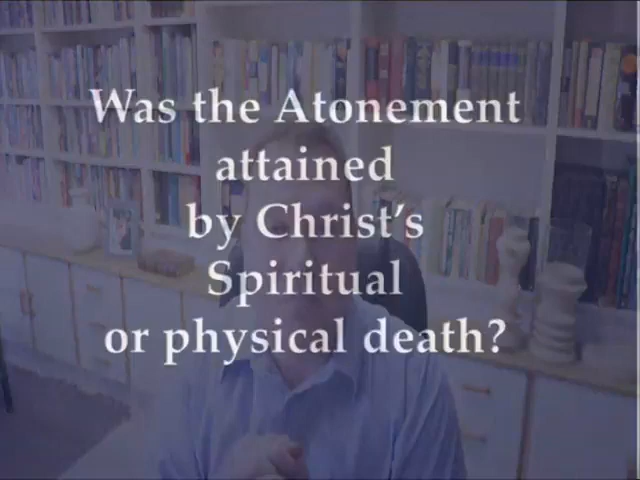 Was the Atonement
attained
by Christ's
Spiritual
or physical death?